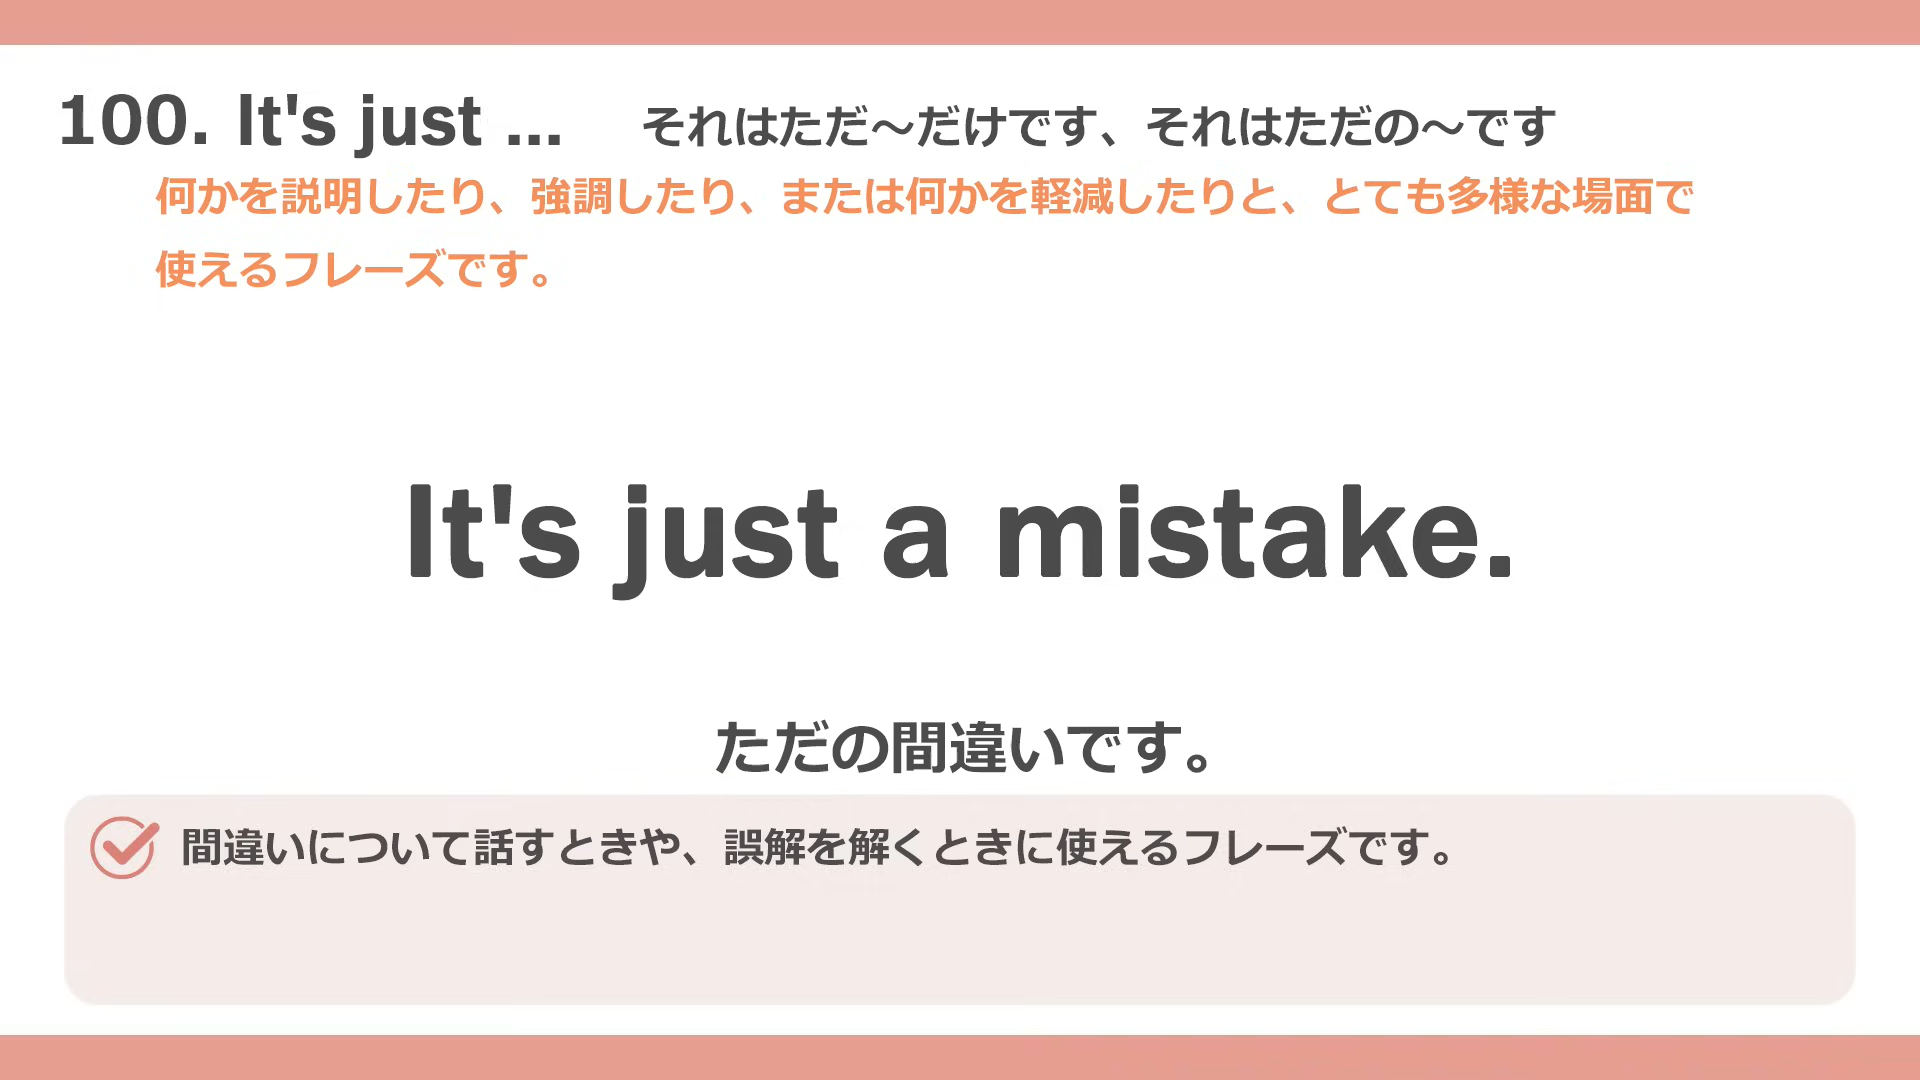 100. It's just ... それはただ～だけです、それはただの～です
何かを説明したり、強調したり、または何かを軽減したりと、とても多様な場面で
使えるフレーズです。
It's just a mistake.
ただの間違いです。
間違いについて話すときや、誤解を解くときに使えるフレーズです。